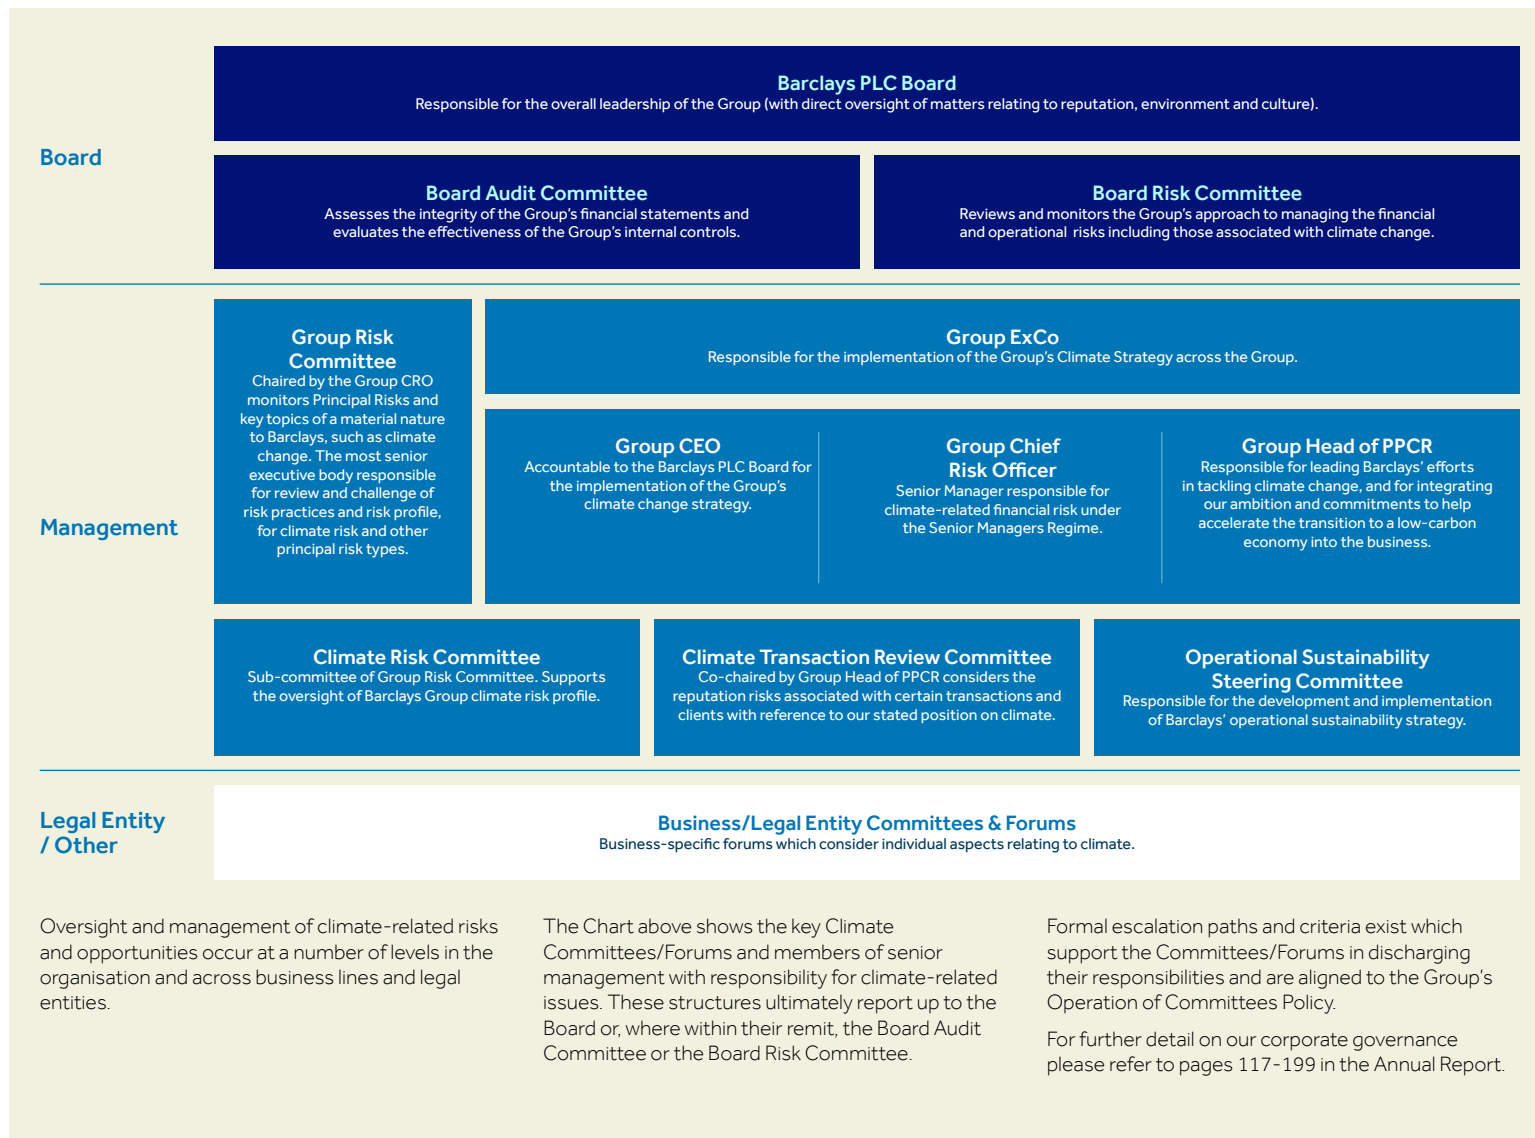 Board
Barclays PLC Board
Responsible for the overall leadership of the Group (with direct oversight of matters relating to reputation, environment and culture).
Board Audit Committee
Assesses the integrity of the Group's financial statements and
evaluates the effectiveness of the Group's internal controls.
Board Risk Committee
Reviews and monitors the Group's approach to managing the financial
and operational risks including those associated with climate change.
Management
Group Risk
Committee
Chaired by the Group CRO
monitors Principal Risks and
key topics of a material nature
to Barclays, such as climate
change. The most senior
executive body responsible
for review and challenge of
risk practices and risk profile,
for climate risk and other
principal risk types.
Group ExCo
Responsible for the implementation of the Group's Climate Strategy across the Group.
Group CEO
Accountable to the Barclays PLC Board for
the implementation of the Group's
climate change strategy.
Group Chief
Risk Officer
Senior Manager responsible for
climate-related financial risk under
the Senior Managers Regime.
Group Head of PPCR
Responsible for leading Barclays' efforts
in tackling climate change, and for integrating
our ambition and commitments to help
accelerate the transition to a low-carbon
economy into the business.
Climate Risk Committee
Sub-committee of Group Risk Committee. Supports
the oversight of Barclays Group climate risk profile.
Climate Transaction Review Committee
Co-chaired by Group Head of PPCR considers the
reputation risks associated with certain transactions and
clients with reference to our stated position on climate.
Operational Sustainability
Steering Committee
Responsible for the development and implementation
of Barclays' operational sustainability strategy.
Legal Entity
/ Other
Business/Legal Entity Committees & Forums
Business-specific forums which consider individual aspects relating to climate.
Oversight and management of climate-related risks
and opportunities occur at a number of levels in the
organisation and across business lines and legal
entities.
The Chart above shows the key Climate
Committees/Forums and members of senior
management with responsibility for climate-related
issues. These structures ultimately report up to the
Board or, where within their remit, the Board Audit
Committee or the Board Risk Committee.
Formal escalation paths and criteria exist which
support the Committees/Forums in discharging
their responsibilities and are aligned to the Group's
Operation of Committees Policy.
For further detail on our corporate governance
please refer to pages 117-199 in the Annual Report.